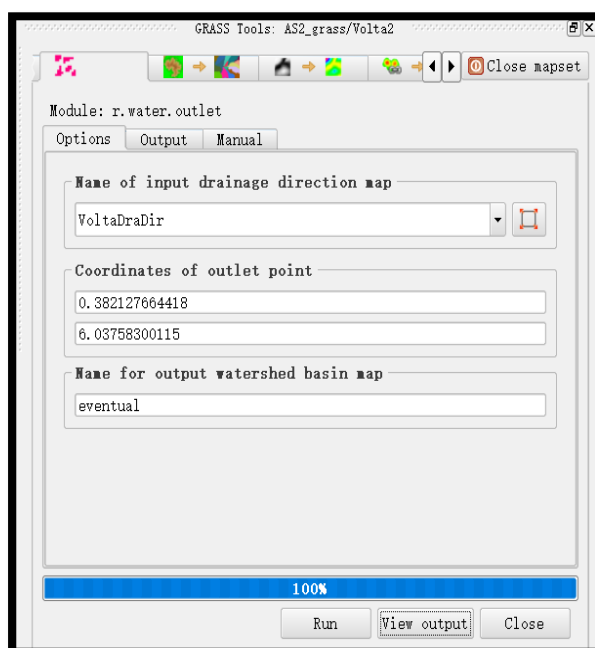 GRASS Tools: AS2_grass/Volta2
Close mapset
Module: r.water.outlet
Options Output Manual
Name of input drainage direction map
VoltaDraDir
Coordinates of outlet point
0.382127664418
6.03758300115
Name for output watershed basin map
eventual
100%
Run View output Close